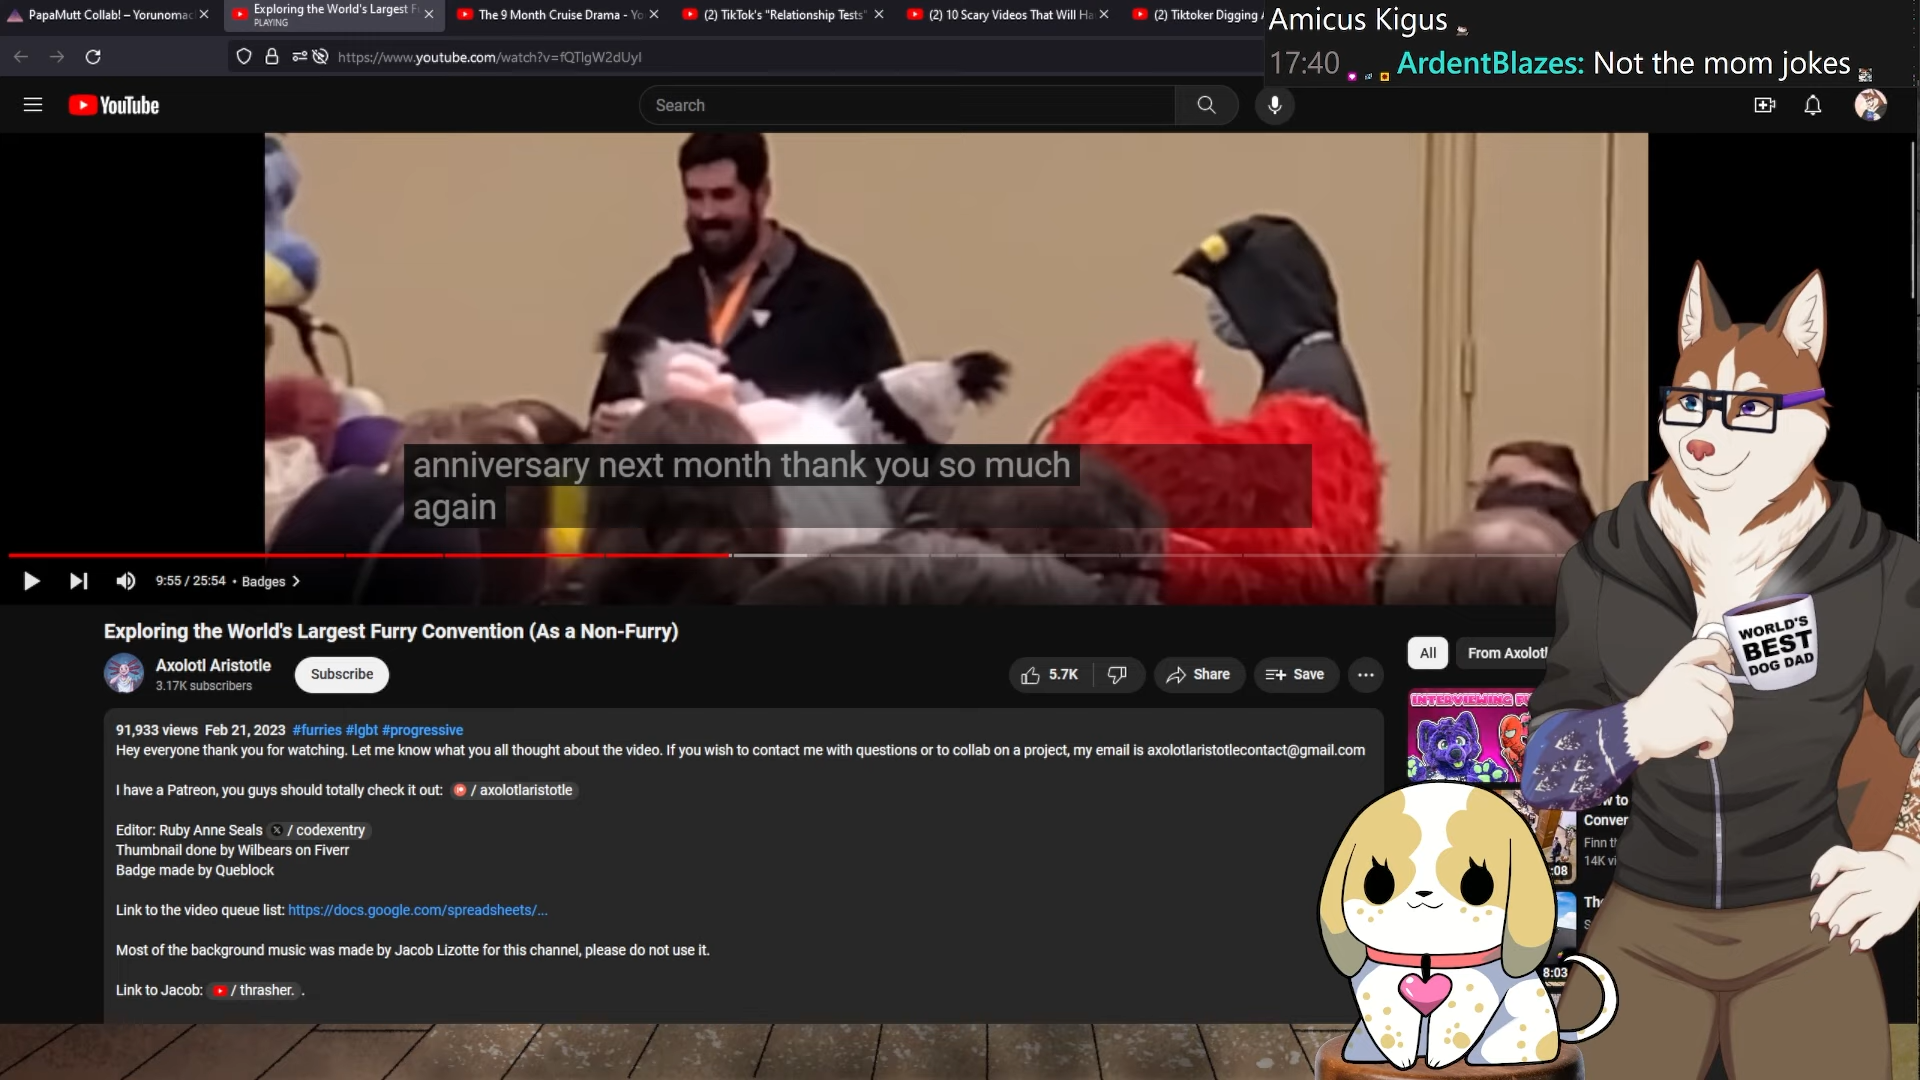 PapaMutt Collab! – Yorunomac
Exploring the World's Largest F
PLAYING
The 9 Month Cruise Drama - Yo
(2) TikTok's "Relationship Tests"
(2) 10 Scary Videos That Will Ha
(2) Tiktoker Digging
Amicus Kigus
17:40 ArdentBlazes: Not the mom jokes
https://www.youtube.com/watch?v=fQTlgW2dUyI
YouTube
Search
anniversary next month thank you so much
again
9:55 / 25:54 • Badges
Exploring the World's Largest Furry Convention (As a Non-Furry)
Axolotl Aristotle
3.17K subscribers
Subscribe
5.7K
Share
Save
All
From Axolotl
91,933 views Feb 21, 2023 #furries #lgbt #progressive
Hey everyone thank you for watching. Let me know what you all thought about the video. If you wish to contact me with questions or to collab on a project, my email is axolotlaristotlecontact@gmail.com
I have a Patreon, you guys should totally check it out: / axolotlaristotle
Editor: Ruby Anne Seals X / codexentry
Thumbnail done by Wilbears on Fiverr
Badge made by Queblock
Link to the video queue list: https://docs.google.com/spreadsheets/...
Most of the background music was made by Jacob Lizotte for this channel, please do not use it.
Link to Jacob: / thrasher. .
INTERVIEWING
to
Conver
Finn
14K
:08
8:03
WORLD'S
BEST
DOG DAD